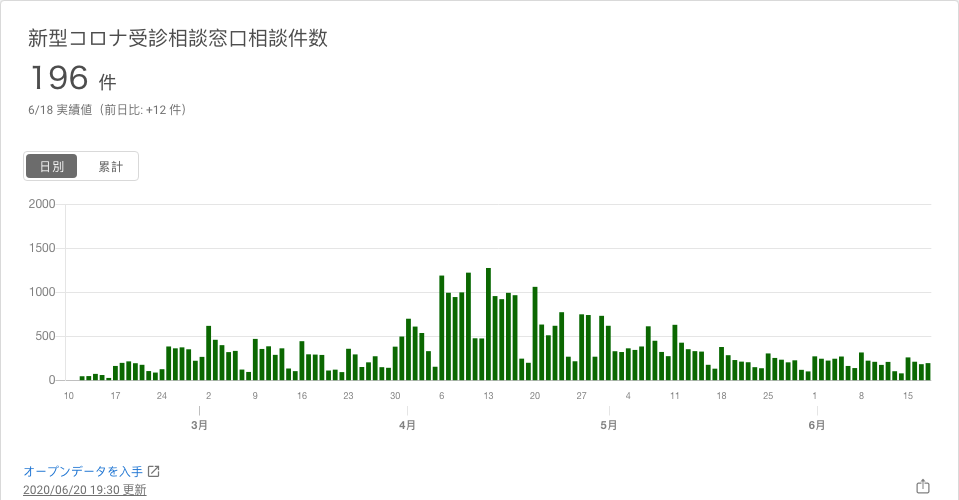 新型コロナ受診相談窓口相談件数
196 件
6/18 実績値（前日比: +12 件）
日別 累計
2000
1500
1000
500
0
10 17 24 2 9 16 23 30 6 13 20 27 4 11 18 25 1 8 15
3月 4月 5月 6月
オープンデータを入手
2020/06/20 19:30 更新